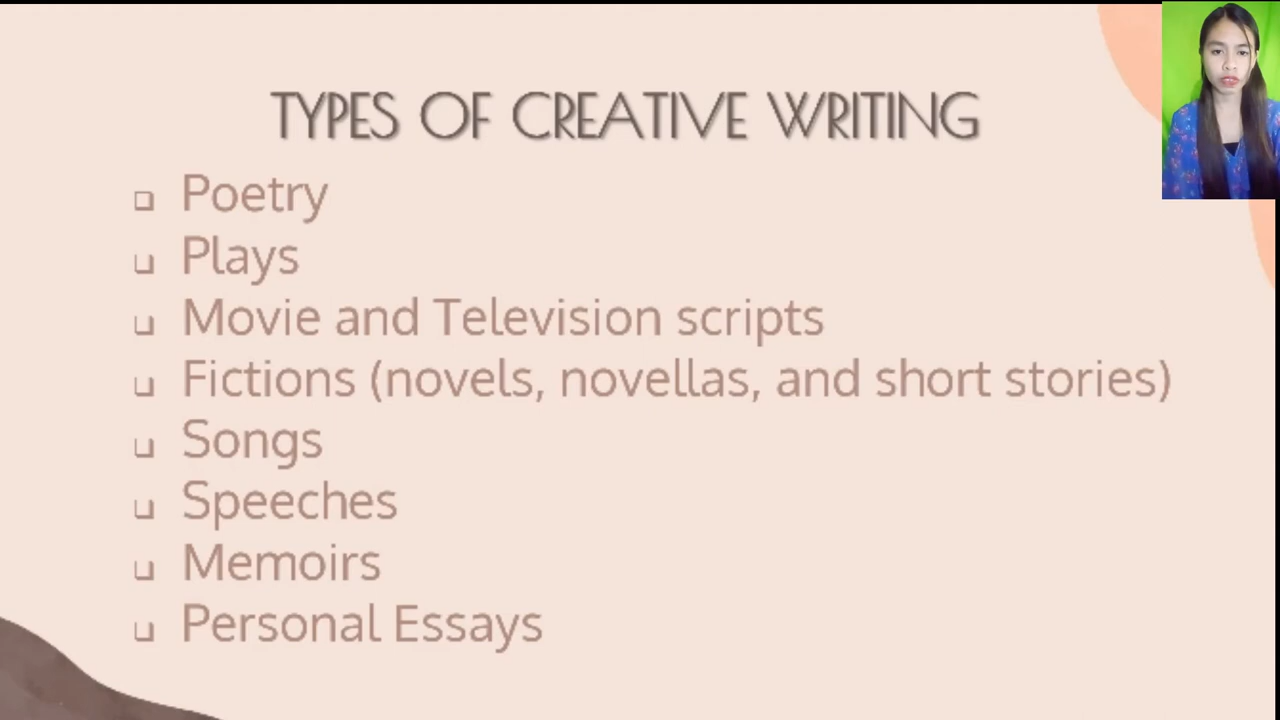 TYPES OF CREATIVE WRITING
Poetry
Plays
Movie and Television scripts
Fictions (novels, novellas, and short stories)
Songs
Speeches
Memoirs
Personal Essays